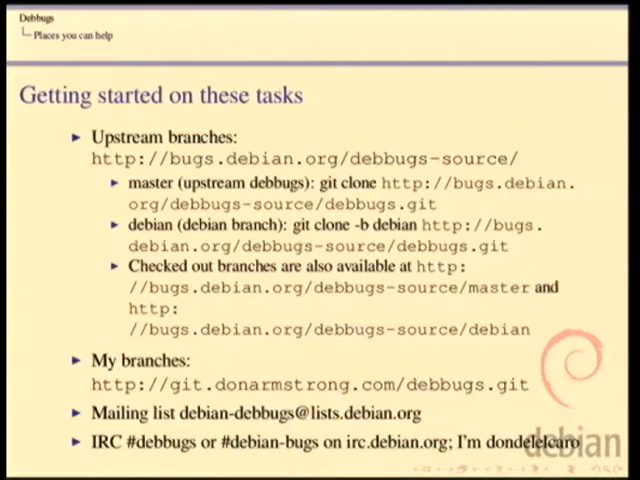 Debbugs
Places you can help
Getting started on these tasks
Upstream branches:
http://bugs.debian.org/debbugs-source/
master (upstream debbugs): git clone http://bugs.debian.
org/debbugs-source/debbugs.git
debian (debian branch): git clone -b debian http://bugs.
debian.org/debbugs-source/debbugs.git
Checked out branches are also available at http:
//bugs.debian.org/debbugs-source/master and
http:
//bugs.debian.org/debbugs-source/debian
My branches:
http://git.donarmstrong.com/debbugs.git
Mailing list debian-debbugs@lists.debian.org
IRC #debbugs or #debian-bugs on irc.debian.org; I'm dondelelcaro
debian